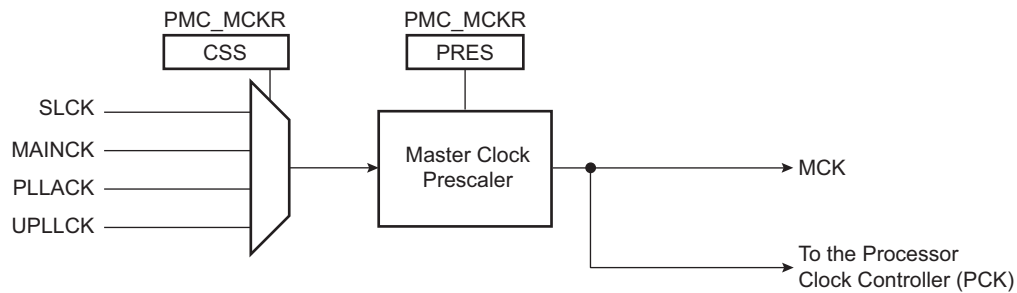 PMC_MCKR
PMC_MCKR
CSS
PRES
SLCK
MAINCK
PLLACK
UPLLCK
Master Clock
Prescaler
MCK
To the Processor
Clock Controller (PCK)